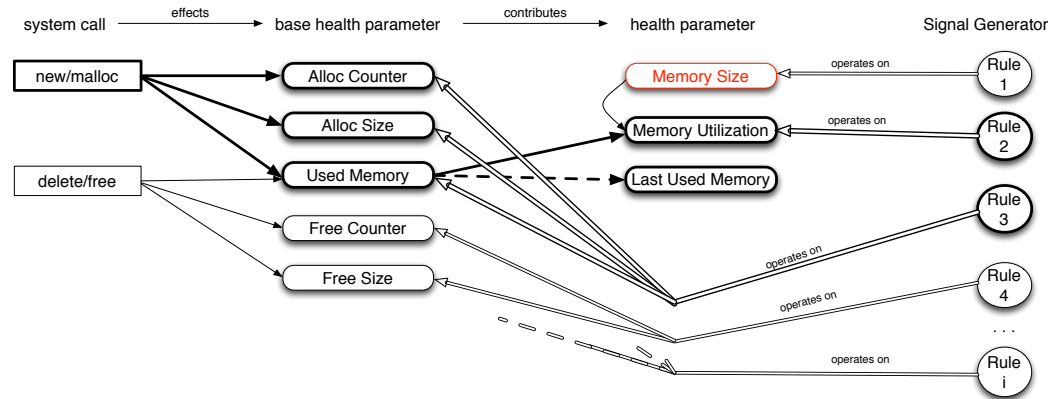 system call
effects
base health parameter
contributes
health parameter
Signal Generator
new/malloc
Alloc Counter
Memory Size
operates on
Rule
1
Alloc Size
Memory Utilization
operates on
Rule
2
delete/free
Used Memory
Last Used Memory
Free Counter
operates on
Rule
3
Free Size
operates on
Rule
4
. . .
operates on
Rule
i